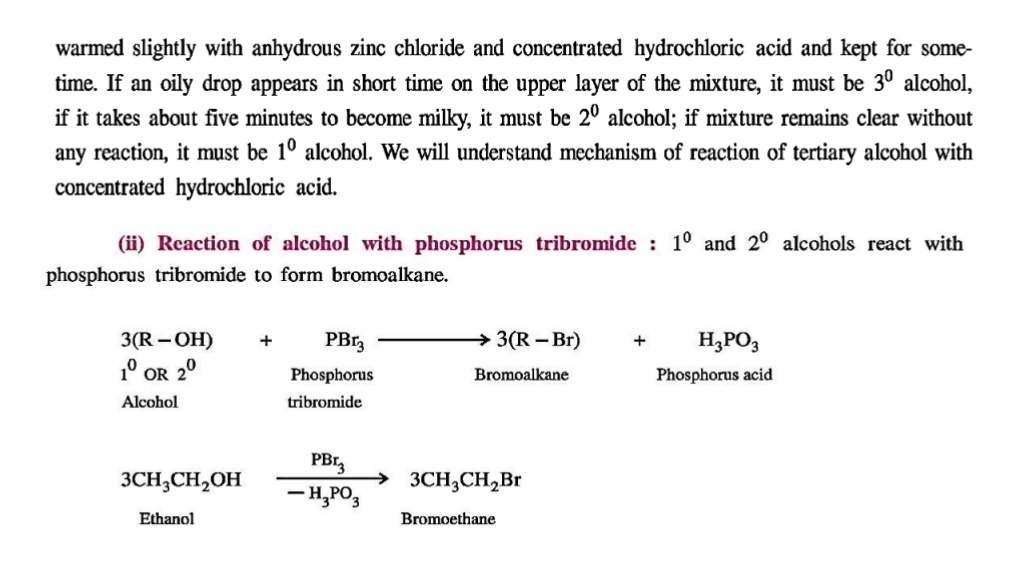 warmed slightly with anhydrous zinc chloride and concentrated hydrochloric acid and kept for some-
time. If an oily drop appears in short time on the upper layer of the mixture, it must be 3⁰ alcohol,
if it takes about five minutes to become milky, it must be 2⁰ alcohol; if mixture remains clear without
any reaction, it must be 1⁰ alcohol. We will understand mechanism of reaction of tertiary alcohol with
concentrated hydrochloric acid.
(ii) Reaction of alcohol with phosphorus tribromide : 1⁰ and 2⁰ alcohols react with
phosphorus tribromide to form bromoalkane.
3(R – OH) + PBr₃ ⟶ 3(R – Br) + H₃PO₃
1⁰ OR 2⁰ Phosphorus Bromoalkane Phosphorus acid
Alcohol tribromide
PBr₃
3CH₃CH₂OH ⟶ 3CH₃CH₂Br
– H₃PO₃
Ethanol Bromoethane